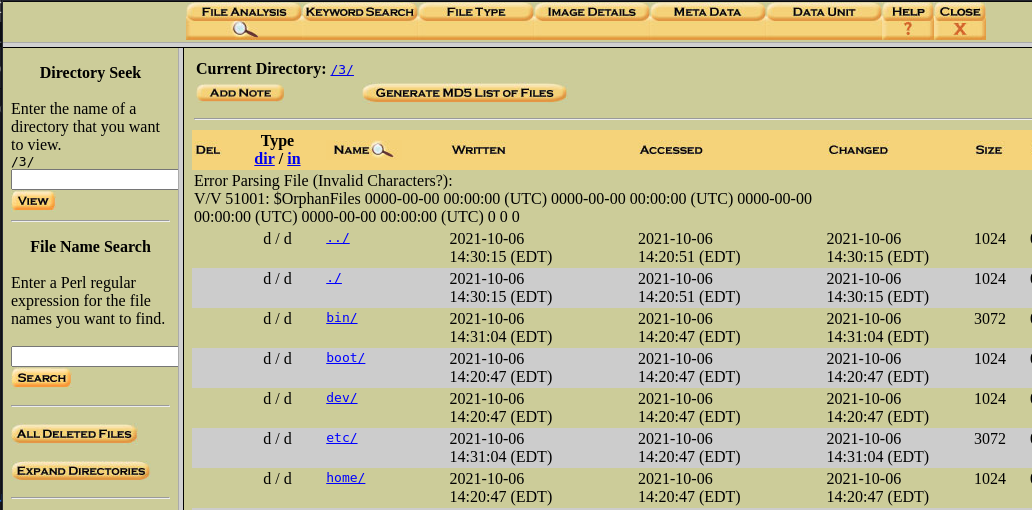 FILE ANALYSIS KEYWORD SEARCH FILE TYPE IMAGE DETAILS META DATA DATA UNIT HELP CLOSE
? X
Directory Seek
Enter the name of a
directory that you want
to view.
/3/
VIEW
File Name Search
Enter a Perl regular
expression for the file
names you want to find.
SEARCH
ALL DELETED FILES
EXPAND DIRECTORIES
Current Directory: /3/
ADD NOTE GENERATE MD5 LIST OF FILES
DEL Type dir / in NAME WRITTEN ACCESSED CHANGED SIZE
Error Parsing File (Invalid Characters?):
V/V 51001: $OrphanFiles 0000-00-00 00:00:00 (UTC) 0000-00-00 00:00:00 (UTC) 0000-00-00
00:00:00 (UTC) 0000-00-00 00:00:00 (UTC) 0 0 0
d / d ../ 2021-10-06 2021-10-06 2021-10-06 1024
14:30:15 (EDT) 14:20:51 (EDT) 14:30:15 (EDT)
d / d ./ 2021-10-06 2021-10-06 2021-10-06 1024
14:30:15 (EDT) 14:20:51 (EDT) 14:30:15 (EDT)
d / d bin/ 2021-10-06 2021-10-06 2021-10-06 3072
14:31:04 (EDT) 14:20:47 (EDT) 14:31:04 (EDT)
d / d boot/ 2021-10-06 2021-10-06 2021-10-06 1024
14:20:47 (EDT) 14:20:47 (EDT) 14:20:47 (EDT)
d / d dev/ 2021-10-06 2021-10-06 2021-10-06 1024
14:20:47 (EDT) 14:20:47 (EDT) 14:20:47 (EDT)
d / d etc/ 2021-10-06 2021-10-06 2021-10-06 3072
14:31:04 (EDT) 14:20:47 (EDT) 14:31:04 (EDT)
d / d home/ 2021-10-06 2021-10-06 2021-10-06 1024
14:20:47 (EDT) 14:20:47 (EDT) 14:20:47 (EDT)